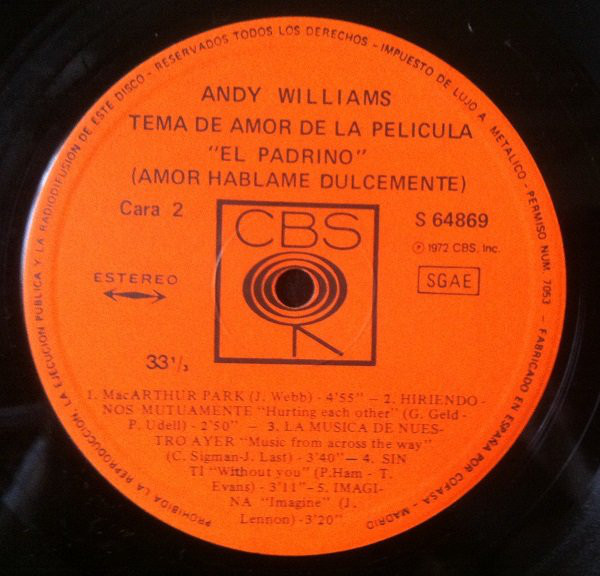 PROHIBIDA LA REPRODUCCION, LA EJECUCION PUBLICA Y LA RADIODIFUSION DE ESTE DISCO - RESERVADOS TODOS LOS DERECHOS - IMPUESTO DE LUJO A METALICO - PERMISO NUM. 7053 - FABRICADO EN ESPAÑA POR COFASA - MADRID
ANDY WILLIAMS
TEMA DE AMOR DE LA PELICULA
"EL PADRINO"
(AMOR HABLAME DULCEMENTE)
Cara 2
S 64869
CBS
℗ 1972 CBS, Inc.
ESTEREO
SGAE
33 1/3
1. MacARTHUR PARK (J. Webb) - 4'55" - 2. HIRIENDO-
NOS MUTUAMENTE "Hurting each other" (G. Geld -
P. Udell) - 2'50" - 3. LA MUSICA DE NUES-
TRO AYER "Music from across the way"
(C. Sigman-J. Last) - 3'40" - 4. SIN
TI "Without you" (P.Ham - T.
Evans) - 3'11" - 5. IMAGI-
NA "Imagine" (J.
Lennon) - 3'20"